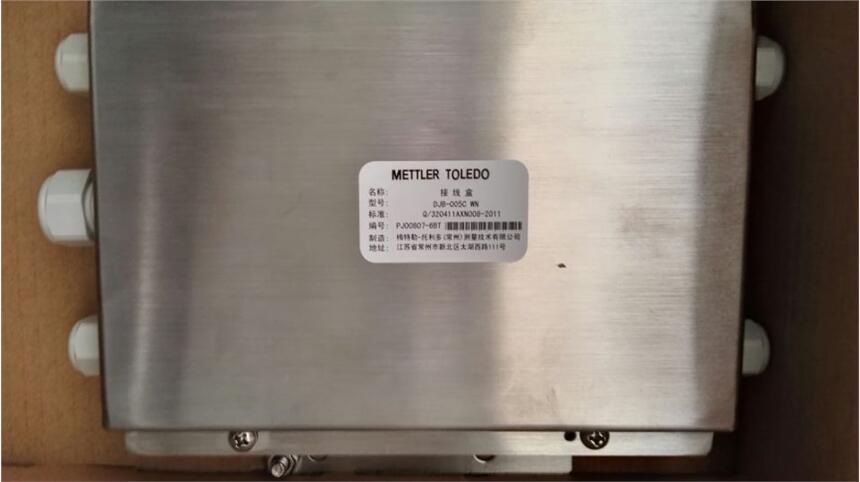 METTLER TOLEDO
名称: 接线盒
型号: DJB-005C WN
标准: Q/320411AXN008-2011
编号: PJ00807-6BT
制造: 梅特勒-托利多(常州)测量技术有限公司
地址: 江苏省常州市新北区太湖西路111号